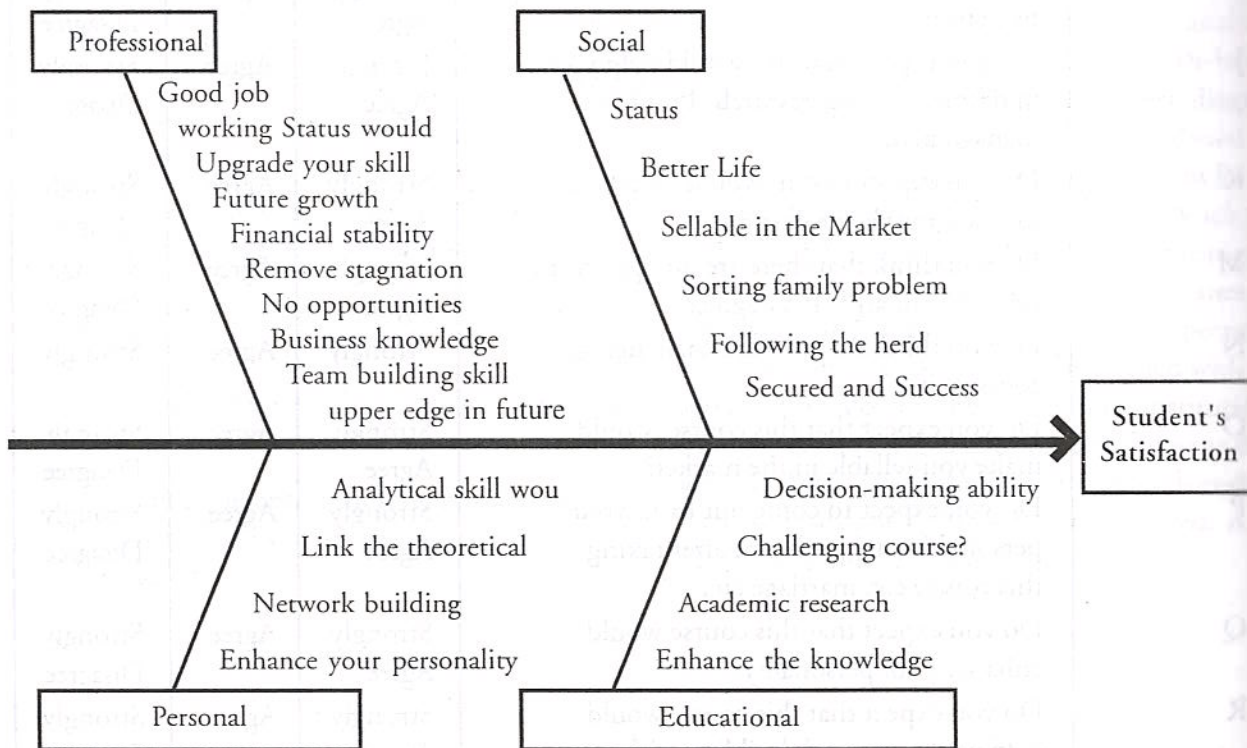 Professional
Good job
working Status would
Upgrade your skill
Future growth
Financial stability
Remove stagnation
No opportunities
Business knowledge
Team building skill
upper edge in future
Social
Status
Better Life
Sellable in the Market
Sorting family problem
Following the herd
Secured and Success
Student's
Satisfaction
Analytical skill wou
Link the theoretical
Network building
Enhance your personality
Personal
Decision-making ability
Challenging course?
Academic research
Enhance the knowledge
Educational